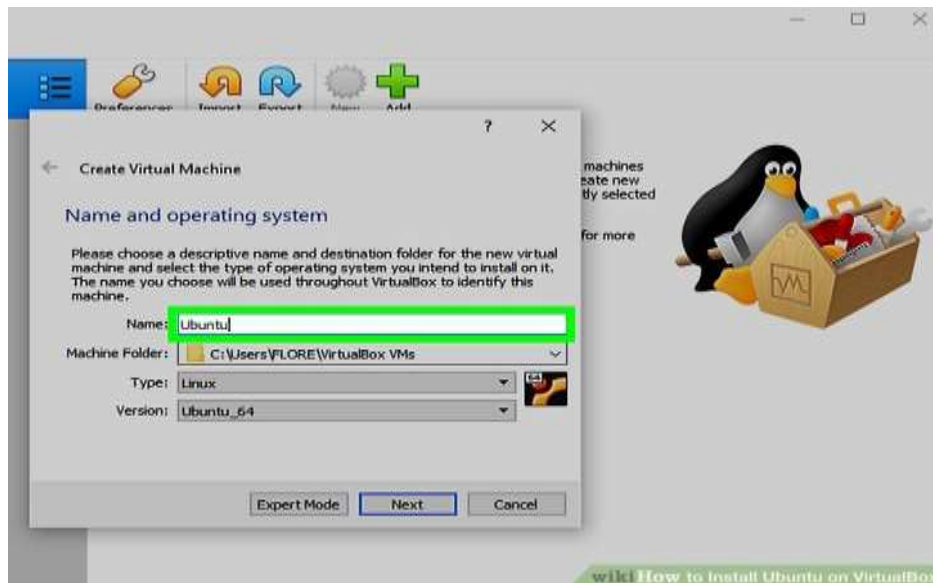 Preferences Import Export New Add
?
Create Virtual Machine
machines
eate new
tly selected
Name and operating system
for more
Please choose a descriptive name and destination folder for the new virtual
machine and select the type of operating system you intend to install on it.
The name you choose will be used throughout VirtualBox to identify this
machine.
Name: Ubuntu
Machine Folder: C:\Users\FLORE\VirtualBox VMs
Type: Linux
64
Version: Ubuntu_64
Expert Mode Next Cancel
wikiHow to Install Ubuntu on VirtualBox